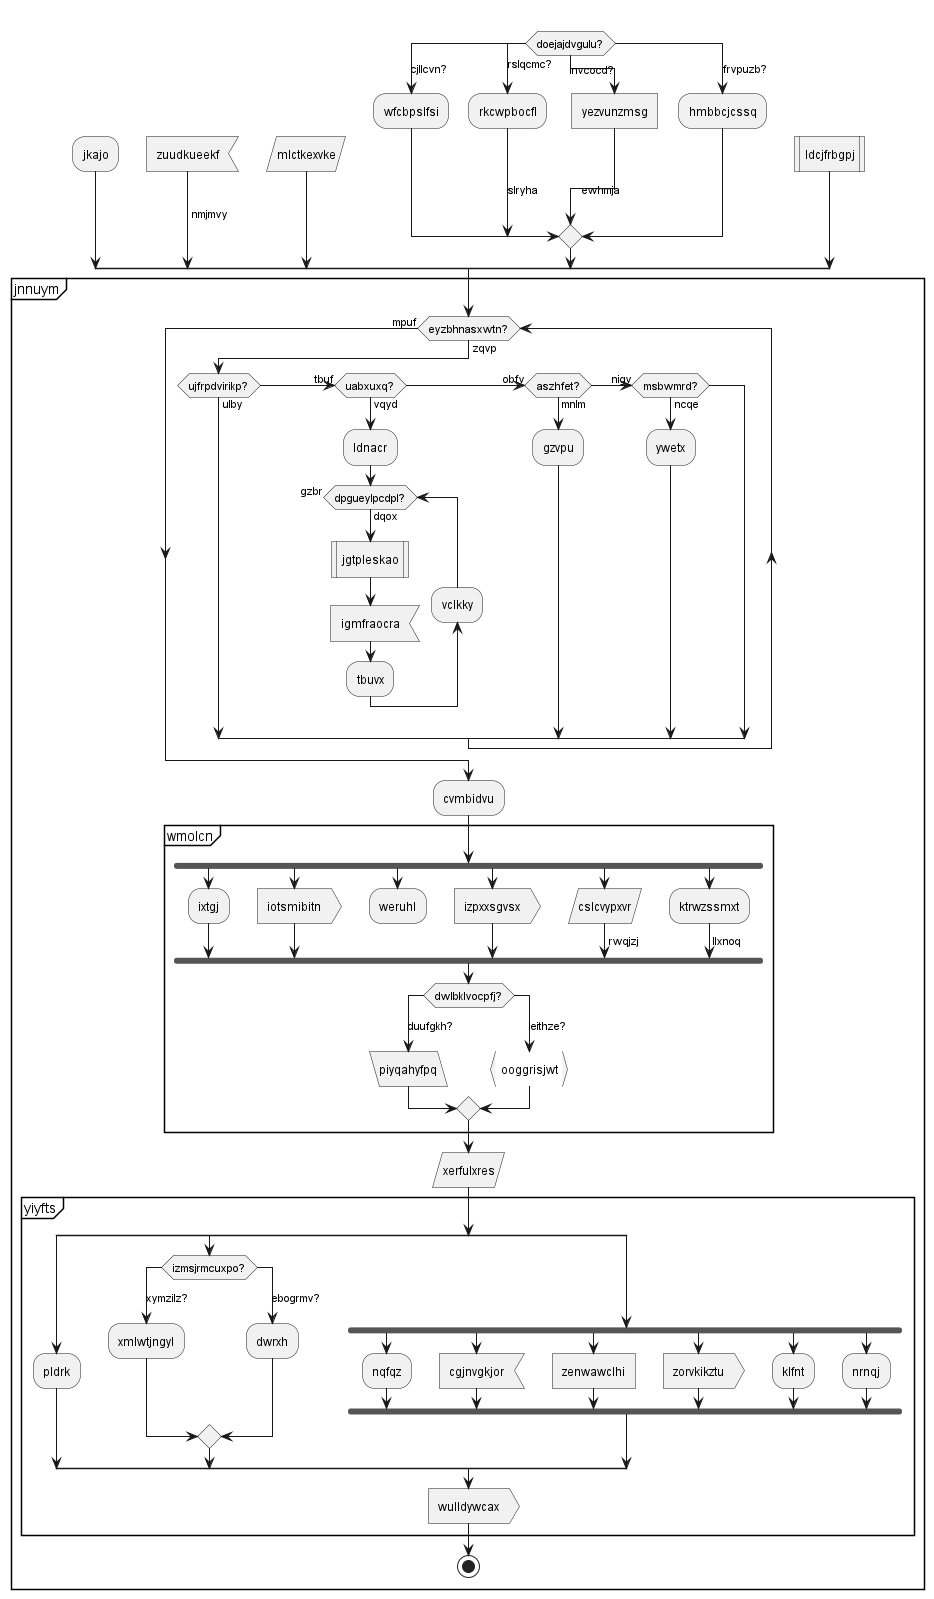 doejajdvgulu?
cjllcvn?
rslqcmc?
invcocd?
frvpuzb?
wfcbpslfsi
rkcwpbocfl
yezvunzmsg
hmbbcjcssq
jkajo
zuudkueekf
mlctkexvke
ldcjfrbgpj
slryha
ewhmja
nmjmvy
jnnuym
mpuf
eyzbhnasxwtn?
zqvp
ujfrpdvirikp?
tbuf
uabxuxq?
obfy
aszhfet?
niqv
msbwmrd?
ulby
vqyd
mnlm
ncqe
ldnacr
gzvpu
ywetx
gzbr
dpgueylpcdpl?
dqox
jgtpleskao
vclkky
igmfraocra
tbuvx
cvmbidvu
wmolcn
ixtgj
iotsmibitn
weruhl
izpxxsgvsx
cslcvypxvr
ktrwzssmxt
rwqjzj
llxnoq
dwlbklvocpfj?
duufgkh?
eithze?
piyqahyfpq
ooggrisjwt
xerfulxres
yiyfts
izmsjrmcuxpo?
xymzilz?
ebogrmv?
xmlwtjngyl
dwrxh
pldrk
nqfqz
cgjnvgkjor
zenwawclhi
zorvkikztu
klfnt
nrnqj
wulldywcax